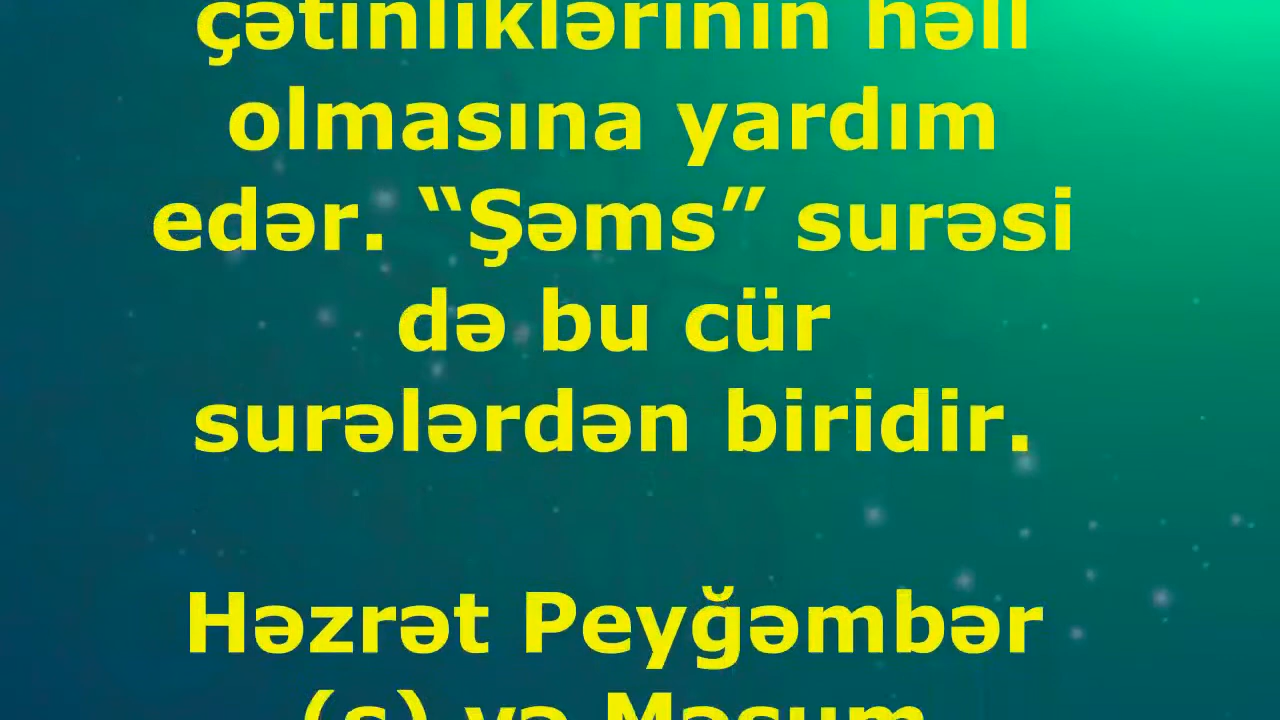 çətinliklərinin həll
olmasına yardım
edər. “Şəms” surəsi
də bu cür
surələrdən biridir.
Həzrət Peyğəmbər
(s) və Məsum